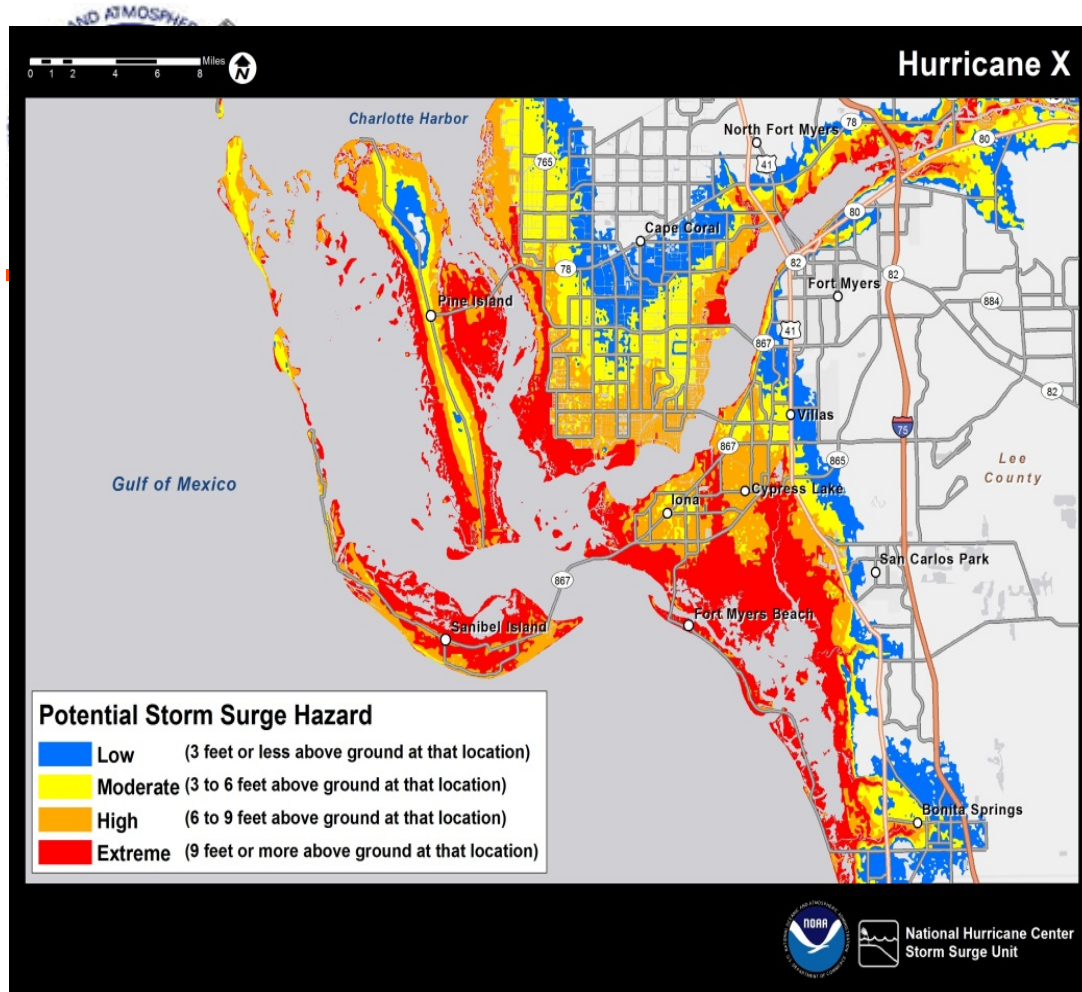 AND ATMOSPHE
Hurricane X
0 1 2 4 6 8 Miles
N
Charlotte Harbor
North Fort Myers
78
80
765
41
80
Cape Coral
82
78
Fort Myers
82
884
Pine Island
41
867
82
Villas
75
867
865
Lee
County
Gulf of Mexico
Cypress Lake
Iona
San Carlos Park
867
Fort Myers Beach
Sanibel Island
Bonita Springs
Potential Storm Surge Hazard
Low (3 feet or less above ground at that location)
Moderate (3 to 6 feet above ground at that location)
High (6 to 9 feet above ground at that location)
Extreme (9 feet or more above ground at that location)
NOAA
National Hurricane Center
Storm Surge Unit